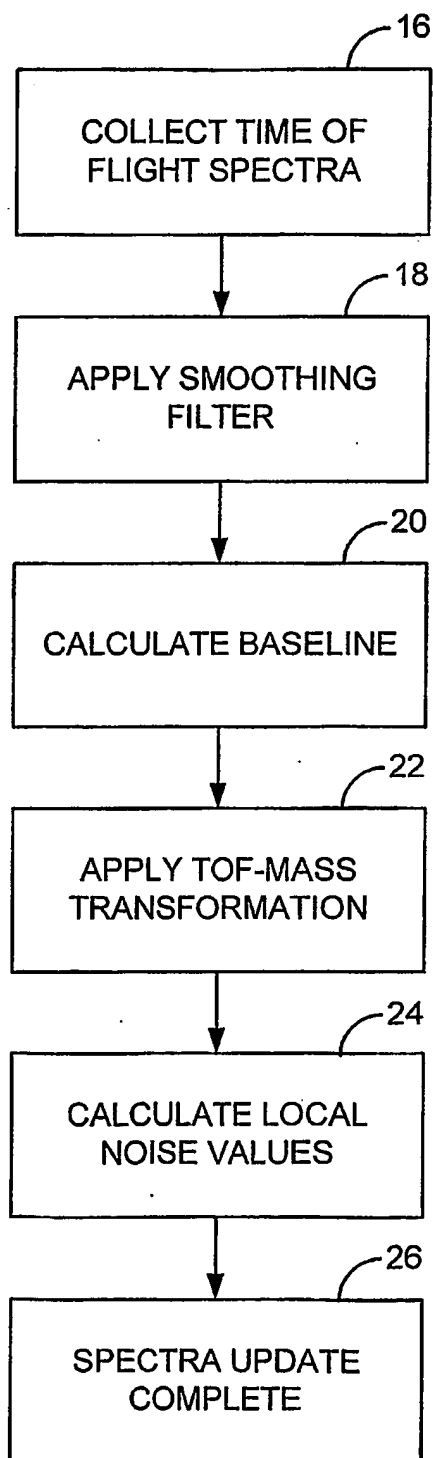 16
COLLECT TIME OF
FLIGHT SPECTRA
18
APPLY SMOOTHING
FILTER
20
CALCULATE BASELINE
22
APPLY TOF-MASS
TRANSFORMATION
24
CALCULATE LOCAL
NOISE VALUES
26
SPECTRA UPDATE
COMPLETE